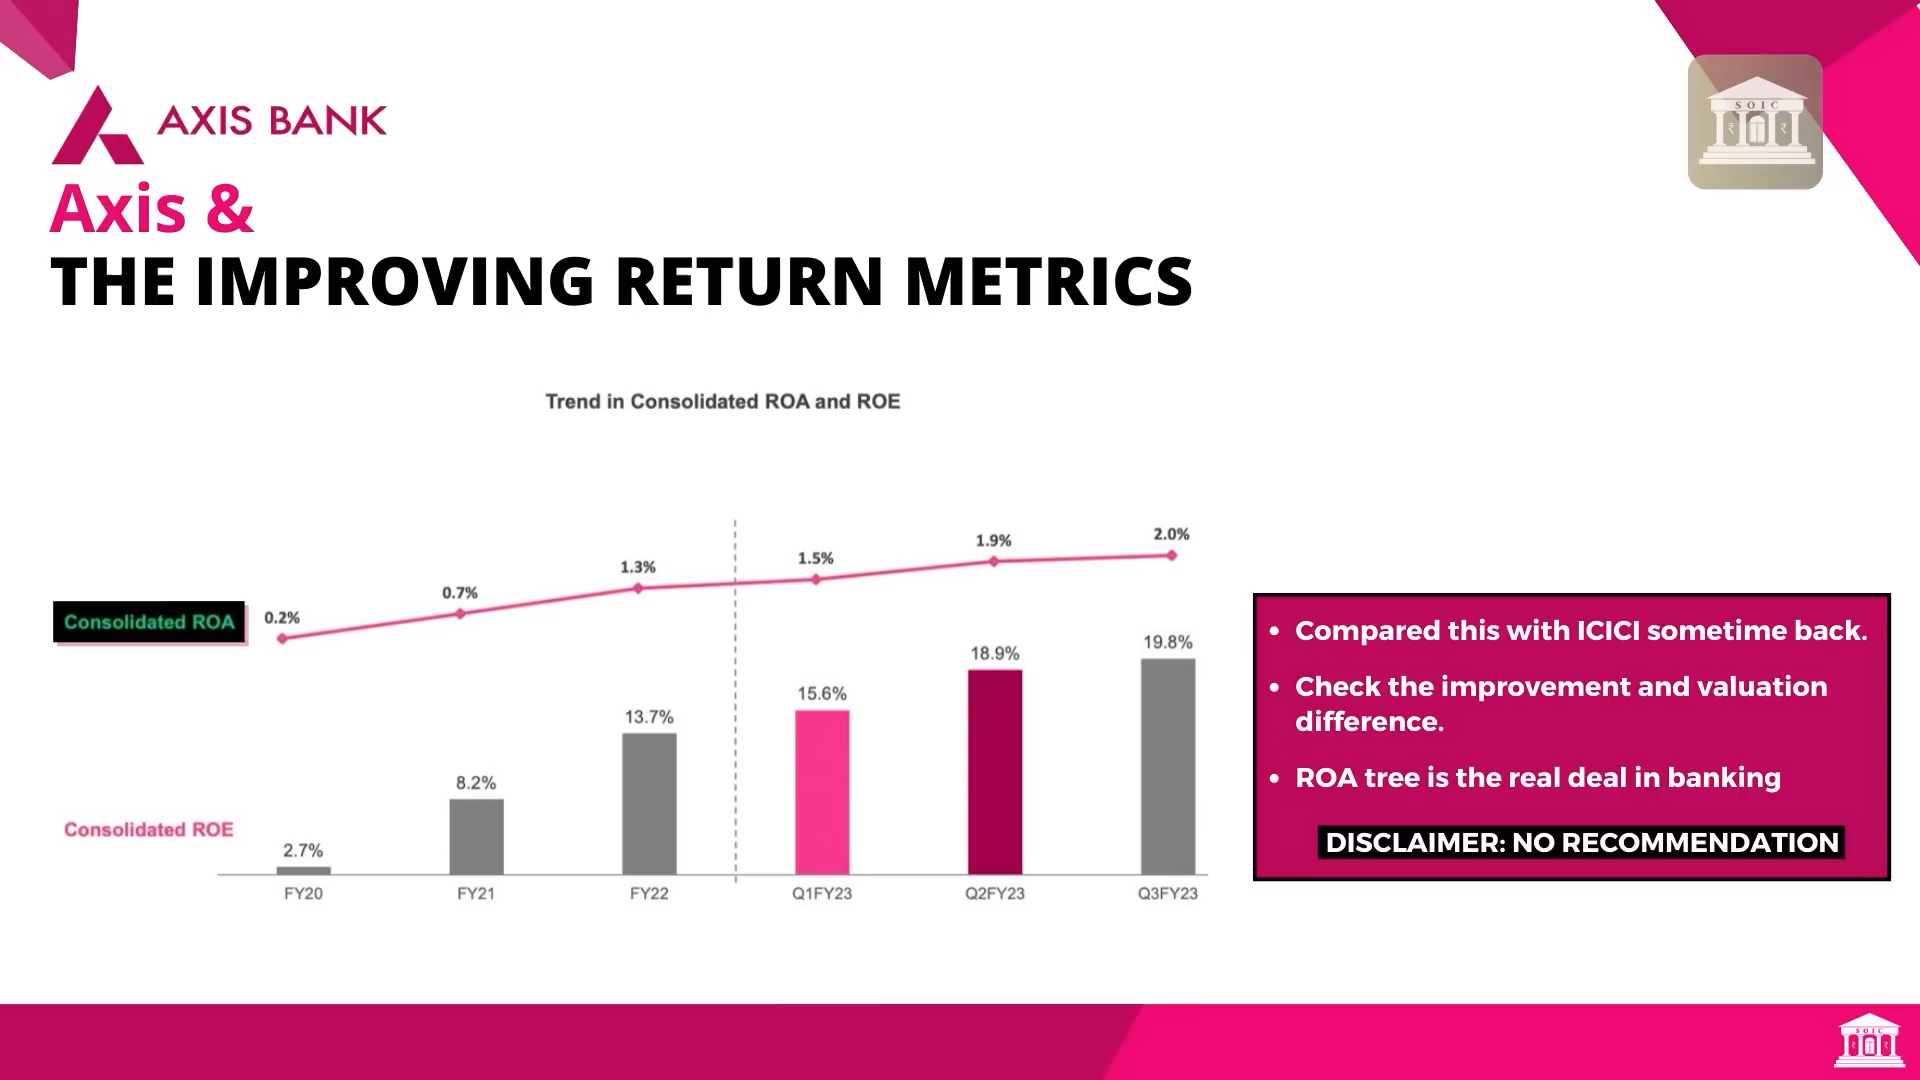 AXIS BANK
SOIC
₹ ₹
Axis &
THE IMPROVING RETURN METRICS
Trend in Consolidated ROA and ROE
Consolidated ROA
0.2%
0.7%
1.3%
1.5%
1.9%
2.0%
Consolidated ROE
2.7%
8.2%
13.7%
15.6%
18.9%
19.8%
FY20
FY21
FY22
Q1FY23
Q2FY23
Q3FY23
• Compared this with ICICI sometime back.
• Check the improvement and valuation
difference.
• ROA tree is the real deal in banking
DISCLAIMER: NO RECOMMENDATION
SOIC
₹ ₹